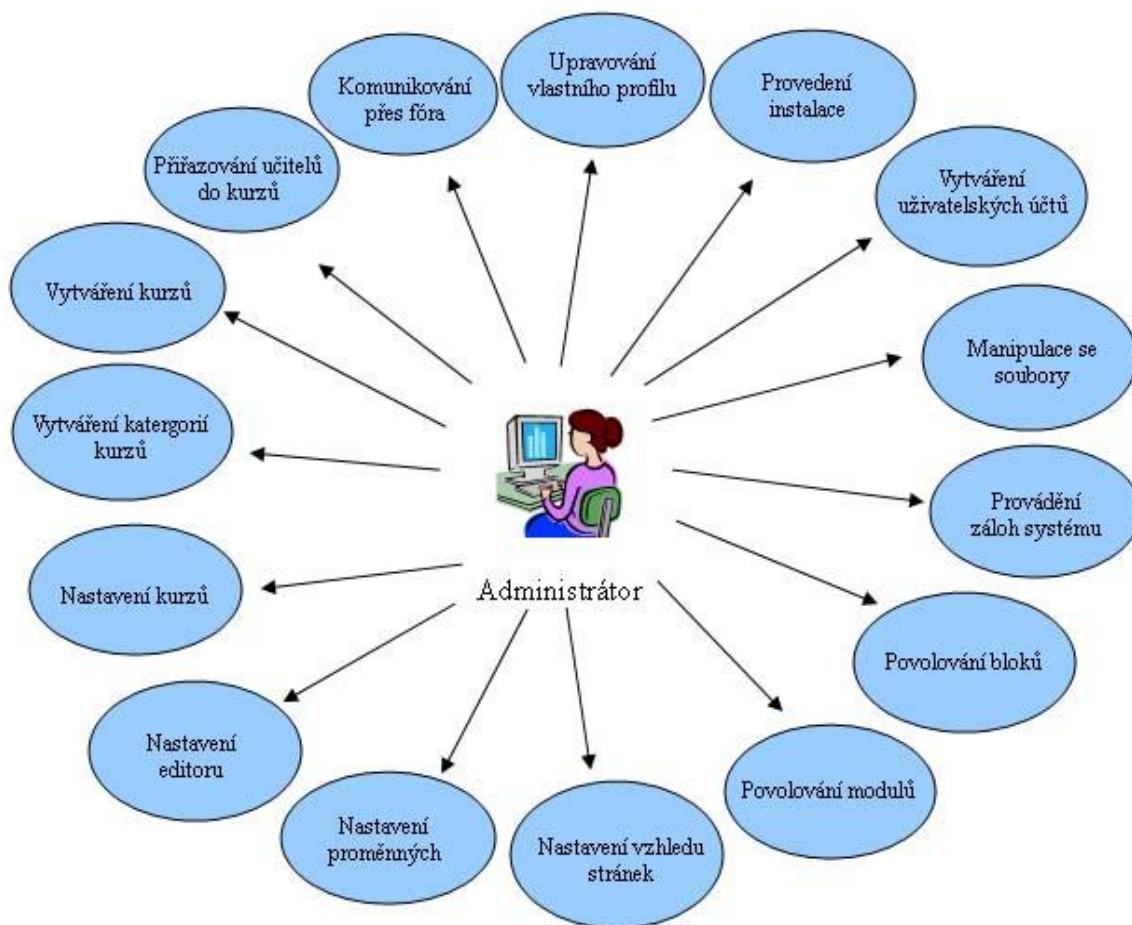 Upravování
vlastního profilu
Komunikování
přes fóra
Provedení
instalace
Přiřazování učitelů
do kurzů
Vytváření
uživatelských účtů
Vytváření kurzů
Manipulace se
soubory
Vytváření katergorií
kurzů
Provádění
záloh systému
Nastavení kurzů
Administrátor
Povolování bloků
Nastavení
editoru
Povolování modulů
Nastavení
proměnných
Nastavení vzhledu
stránek